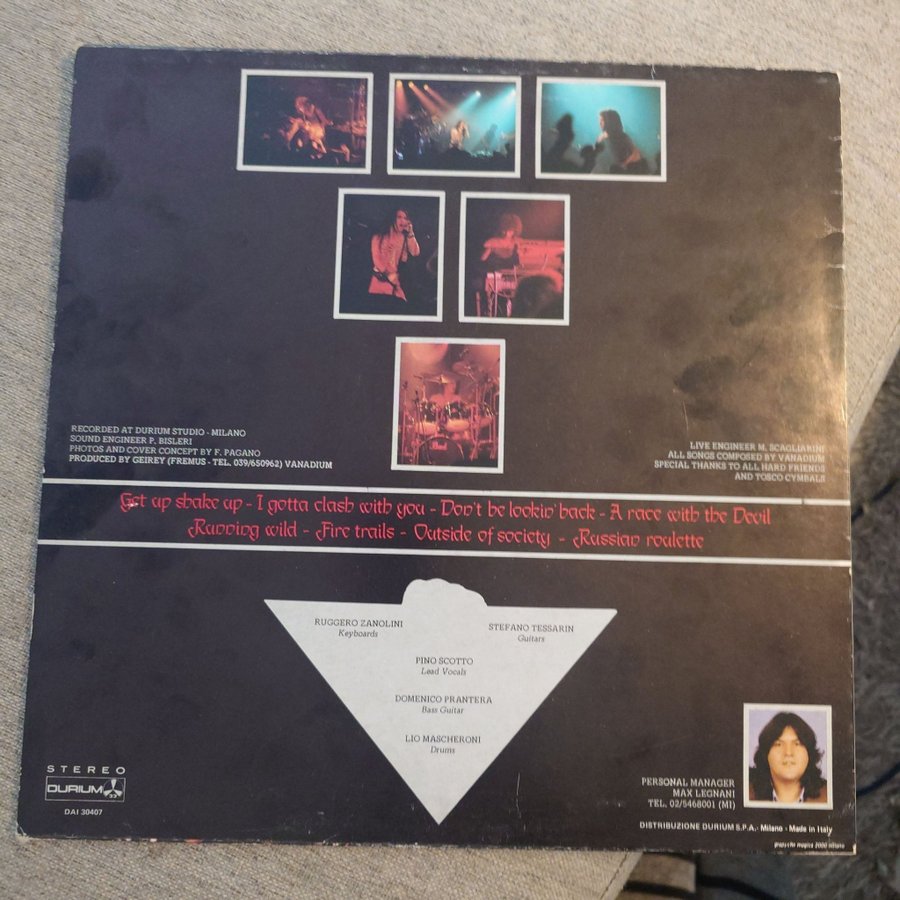 RECORDED AT DURIUM STUDIO - MILANO
SOUND ENGINEER P. BISLERI
PHOTOS AND COVER CONCEPT BY F. PAGANO
PRODUCED BY GEIREY (FREMUS - TEL. 039/650962) VANADIUM
LIVE ENGINEER M. SCAGLIARINI
ALL SONGS COMPOSED BY VANADIUM
SPECIAL THANKS TO ALL HARD FRIENDS
AND TOSCO CYMBALS
Get up shake up - I gotta clash with you - Don't be lookin' back - A race with the Devil
Running wild - Fire trails - Outside of society - Russian roulette
RUGGERO ZANOLINI
Keyboards
STEFANO TESSARIN
Guitars
PINO SCOTTO
Lead Vocals
DOMENICO PRANTERA
Bass Guitar
LIO MASCHERONI
Drums
STEREO
DURIUM
DAI 30407
PERSONAL MANAGER
MAX LEGNANI
TEL. 02/5468001 (MI)
DISTRIBUZIONE DURIUM S.P.A. - Milano - Made in Italy
2000 milano